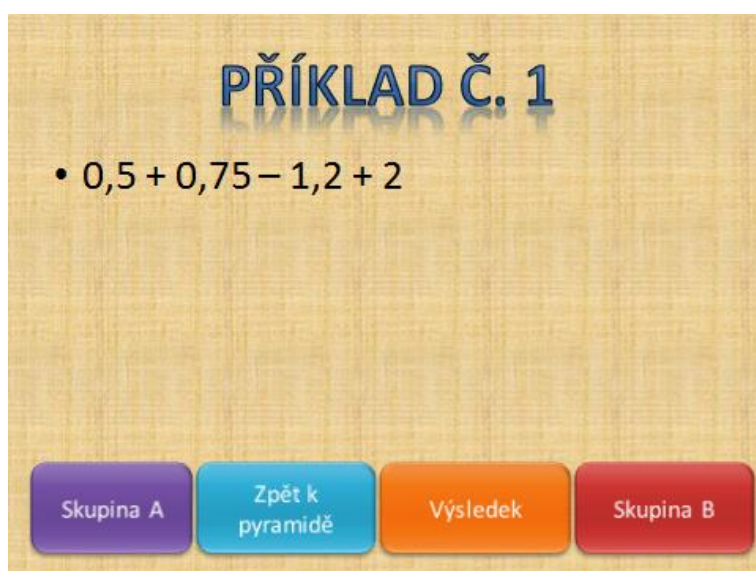 PŘÍKLAD Č. 1
• 0,5 + 0,75 – 1,2 + 2
Skupina A
Zpět k
pyramidě
Výsledek
Skupina B